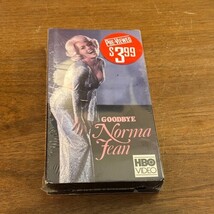 PRE-VIEWED
$3.99
GOODBYE
Norma
Jean
HBO
VIDEO